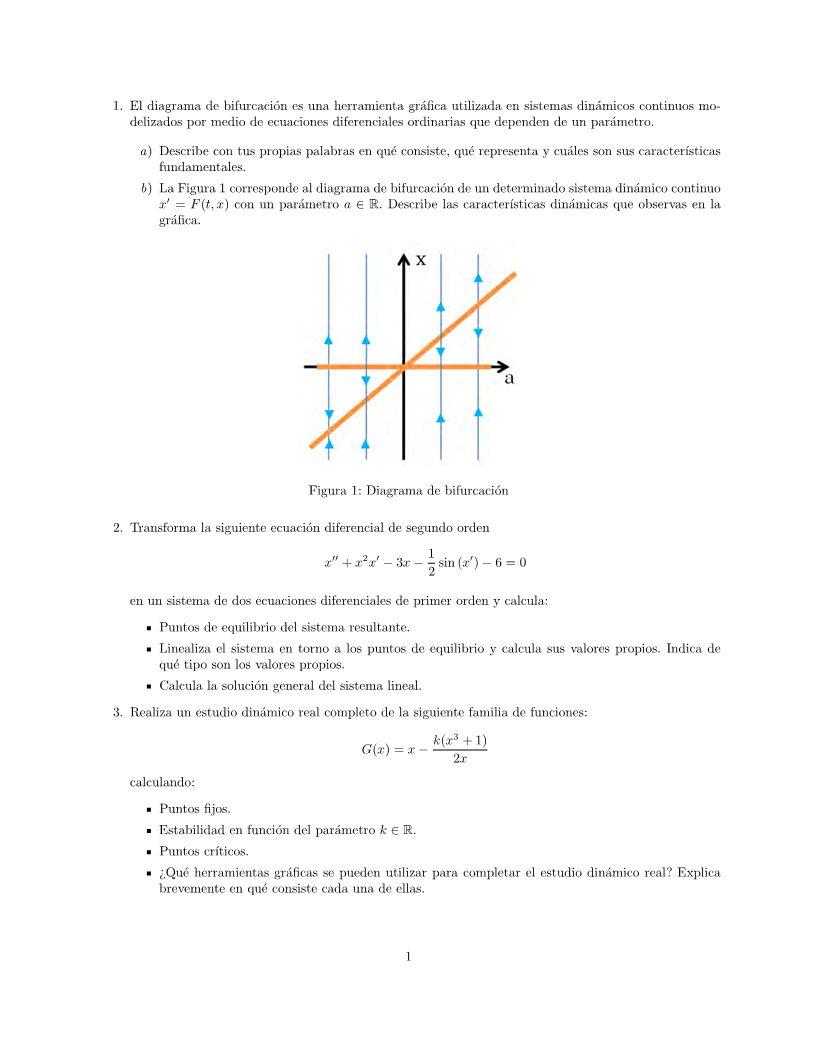 1. El diagrama de bifurcación es una herramienta gráfica utilizada en sistemas dinámicos continuos mo-
delizados por medio de ecuaciones diferenciales ordinarias que dependen de un parámetro.
a) Describe con tus propias palabras en qué consiste, qué representa y cuáles son sus características
fundamentales.
b) La Figura 1 corresponde al diagrama de bifurcación de un determinado sistema dinámico continuo
x′ = F(t, x) con un parámetro a ∈ ℝ. Describe las características dinámicas que observas en la
gráfica.
x
a
Figura 1: Diagrama de bifurcación
2. Transforma la siguiente ecuación diferencial de segundo orden
x′′ + x²x′ − 3x − 1/2 sin (x′) − 6 = 0
en un sistema de dos ecuaciones diferenciales de primer orden y calcula:
▪ Puntos de equilibrio del sistema resultante.
▪ Linealiza el sistema en torno a los puntos de equilibrio y calcula sus valores propios. Indica de
qué tipo son los valores propios.
▪ Calcula la solución general del sistema lineal.
3. Realiza un estudio dinámico real completo de la siguiente familia de funciones:
G(x) = x − k(x³ + 1)/2x
calculando:
▪ Puntos fijos.
▪ Estabilidad en función del parámetro k ∈ ℝ.
▪ Puntos críticos.
▪ ¿Qué herramientas gráficas se pueden utilizar para completar el estudio dinámico real? Explica
brevemente en qué consiste cada una de ellas.
1